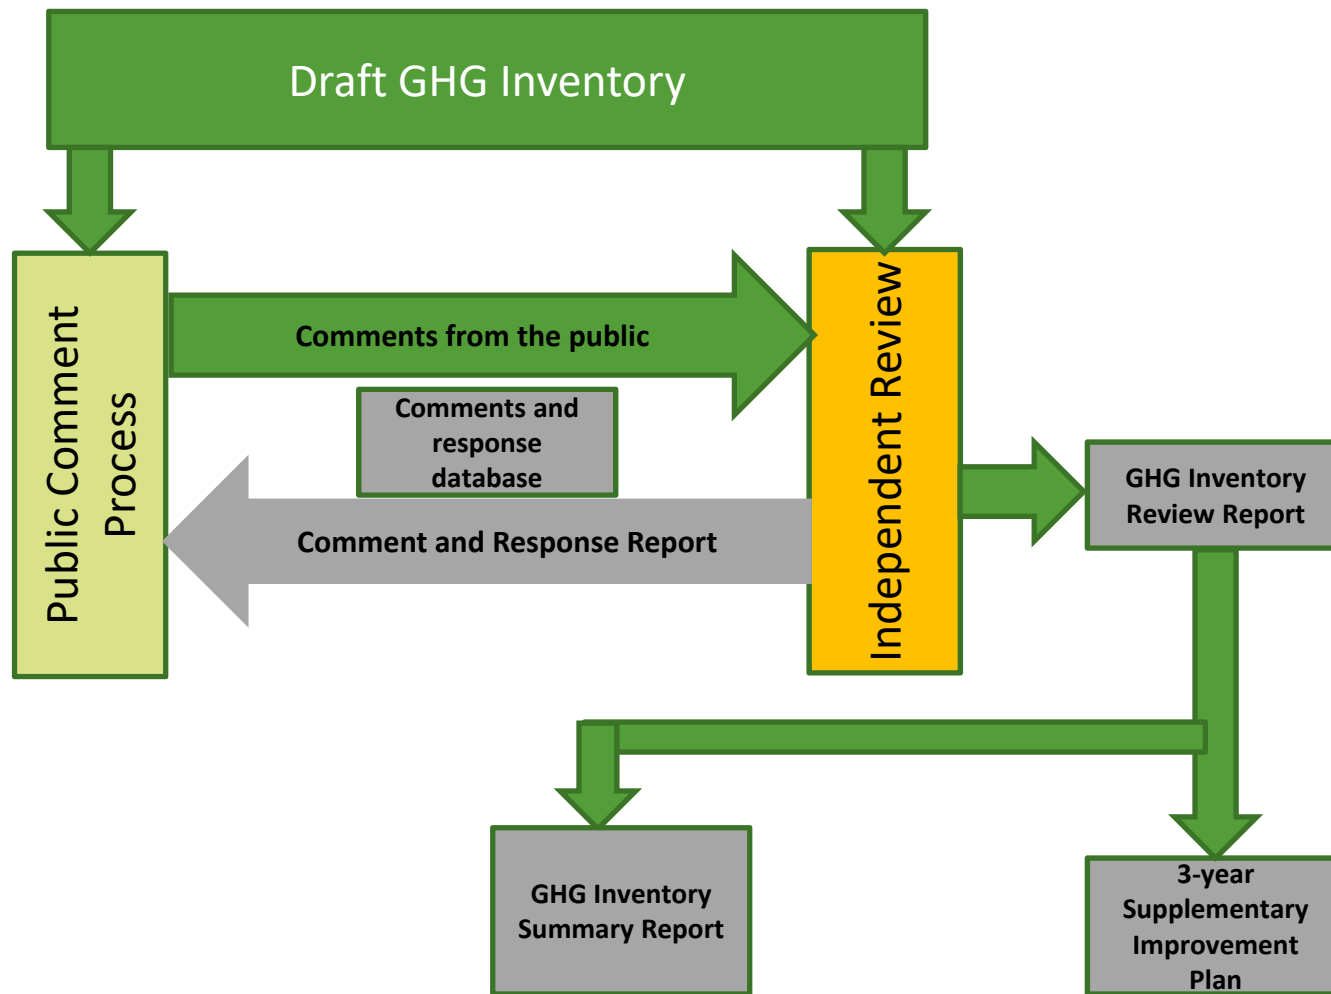 Draft GHG Inventory
Public Comment
Process
Comments from the public
Comments and
response
database
Comment and Response Report
Independent Review
GHG Inventory
Review Report
GHG Inventory
Summary Report
3-year
Supplementary
Improvement
Plan